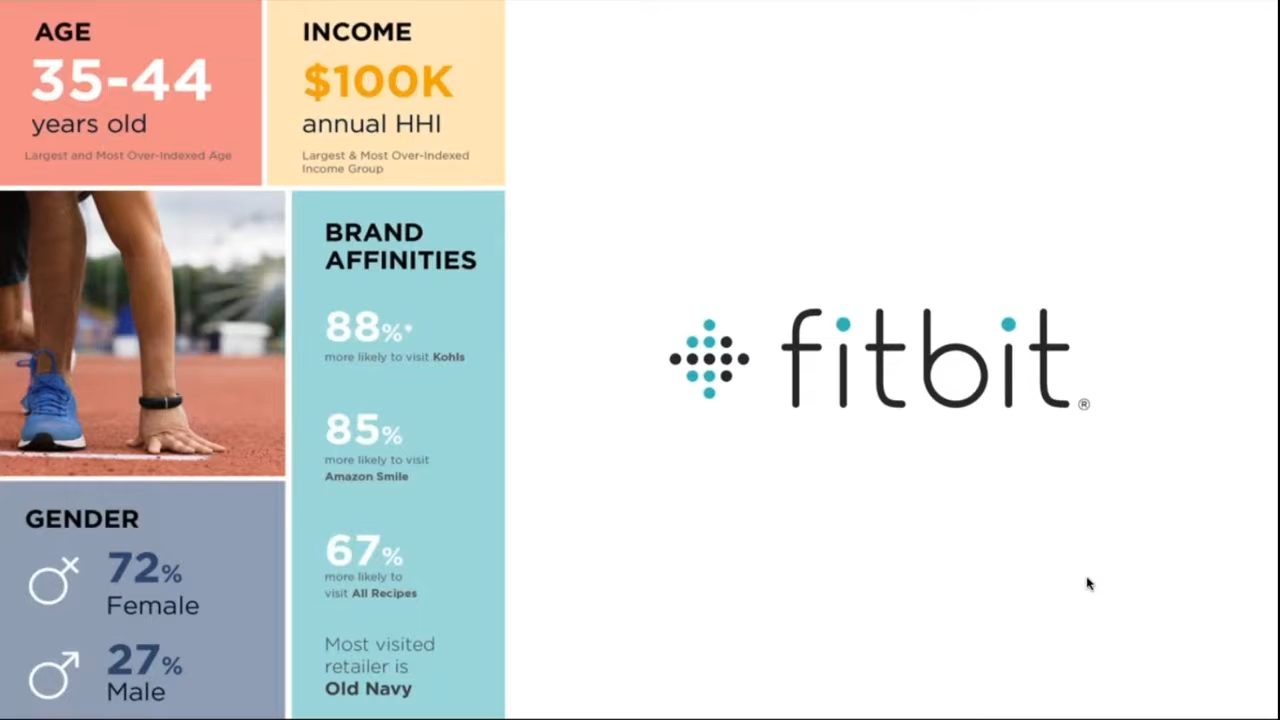 AGE
35-44
years old
Largest and Most Over-Indexed Age
INCOME
$100K
annual HHI
Largest & Most Over-Indexed
Income Group
BRAND
AFFINITIES
88%*
more likely to visit Kohls
85%
more likely to visit
Amazon Smile
67%
more likely to
visit All Recipes
Most visited
retailer is
Old Navy
GENDER
72%
Female
27%
Male
fitbit®